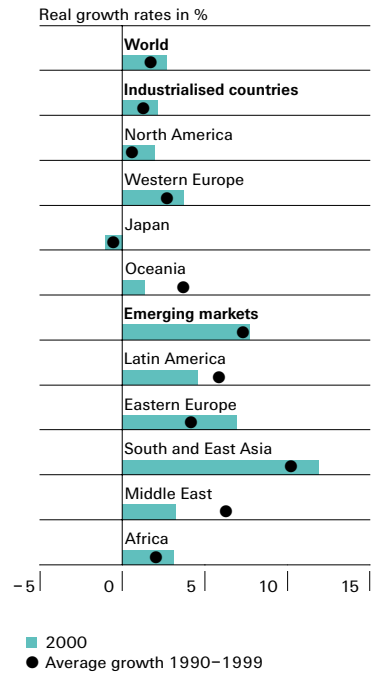 Real growth rates in %
World
Industrialised countries
North America
Western Europe
Japan
Oceania
Emerging markets
Latin America
Eastern Europe
South and East Asia
Middle East
Africa
−5 0 5 10 15
2000
Average growth 1990−1999